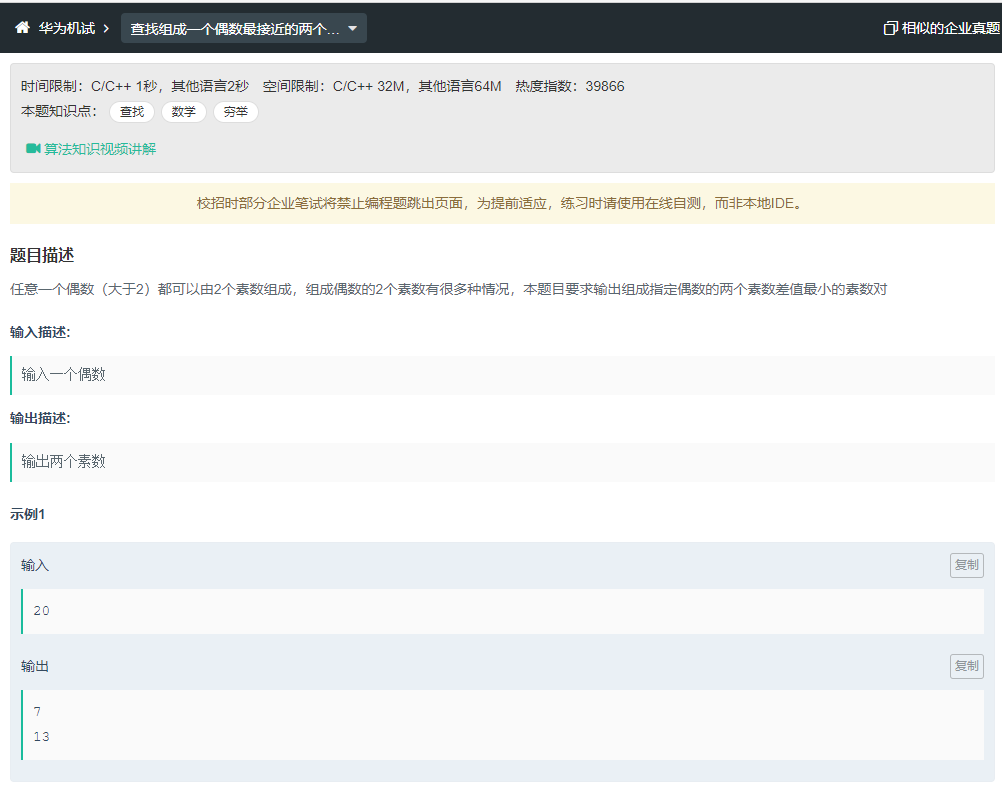 华为机试 查找组成一个偶数最接近的两个... 相似的企业真题
时间限制：C/C++ 1秒，其他语言2秒 空间限制：C/C++ 32M，其他语言64M 热度指数：39866
本题知识点： 查找 数学 穷举
算法知识视频讲解
校招时部分企业笔试将禁止编程题跳出页面，为提前适应，练习时请使用在线自测，而非本地IDE。
题目描述
任意一个偶数（大于2）都可以由2个素数组成，组成偶数的2个素数有很多种情况，本题目要求输出组成指定偶数的两个素数差值最小的素数对
输入描述:
输入一个偶数
输出描述:
输出两个素数
示例1
输入 复制
20
输出 复制
7
13